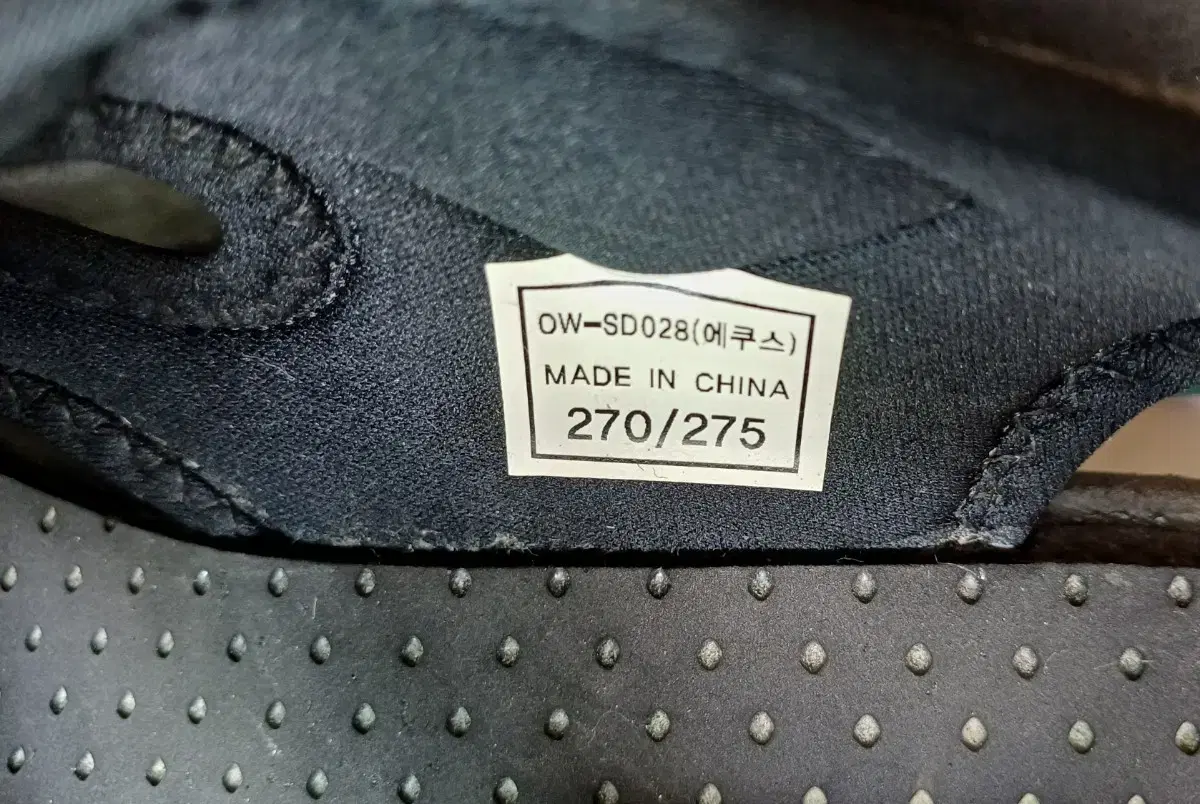 OW-SD028(에쿠스)
MADE IN CHINA
270/275